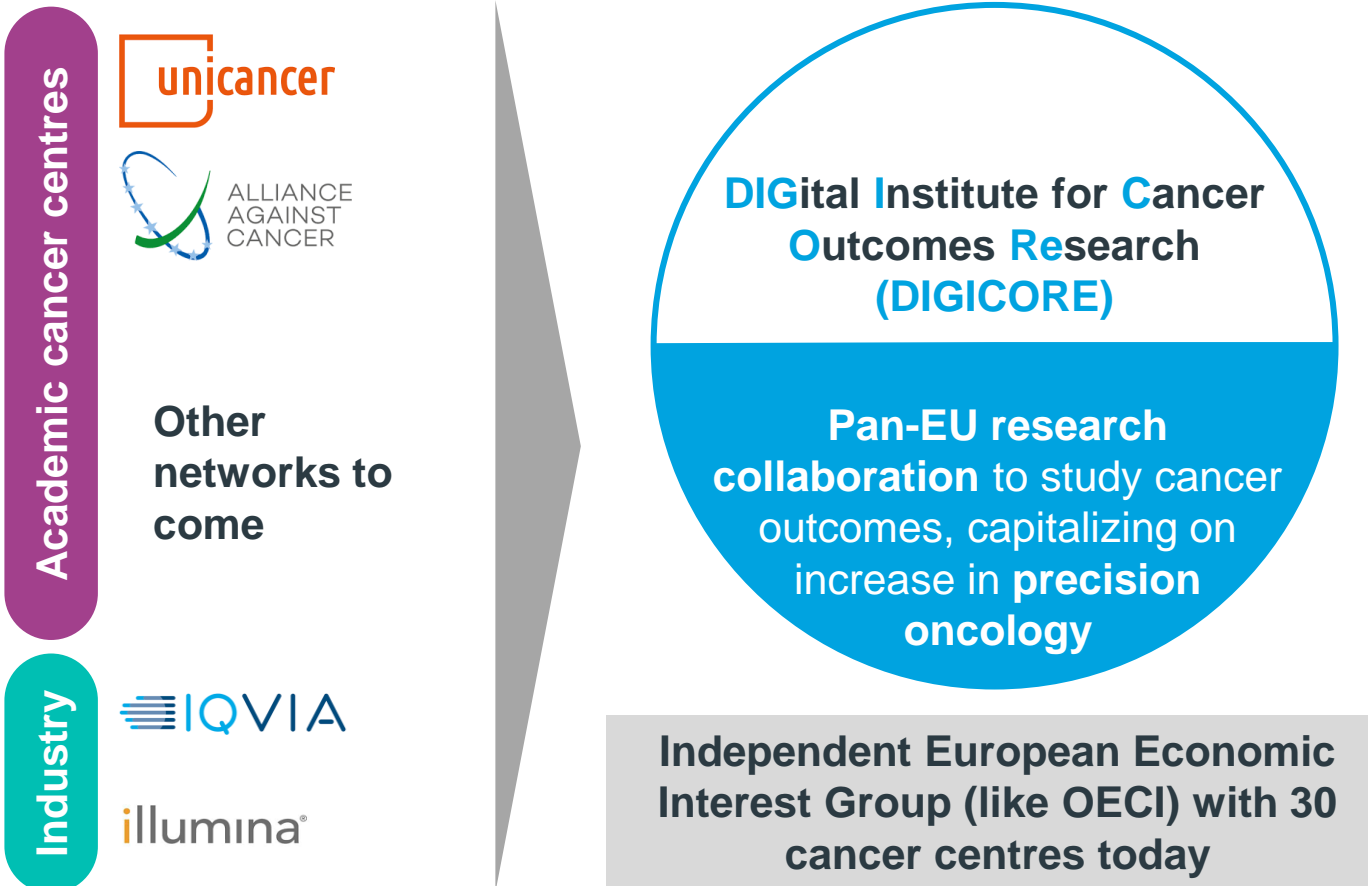 Academic cancer centres
unicancer
ALLIANCE
AGAINST
CANCER
Other
networks to
come
Industry
IQVIA
illumina®
DIGital Institute for Cancer
Outcomes Research
(DIGICORE)
Pan-EU research
collaboration to study cancer
outcomes, capitalizing on
increase in precision
oncology
Independent European Economic
Interest Group (like OECI) with 30
cancer centres today